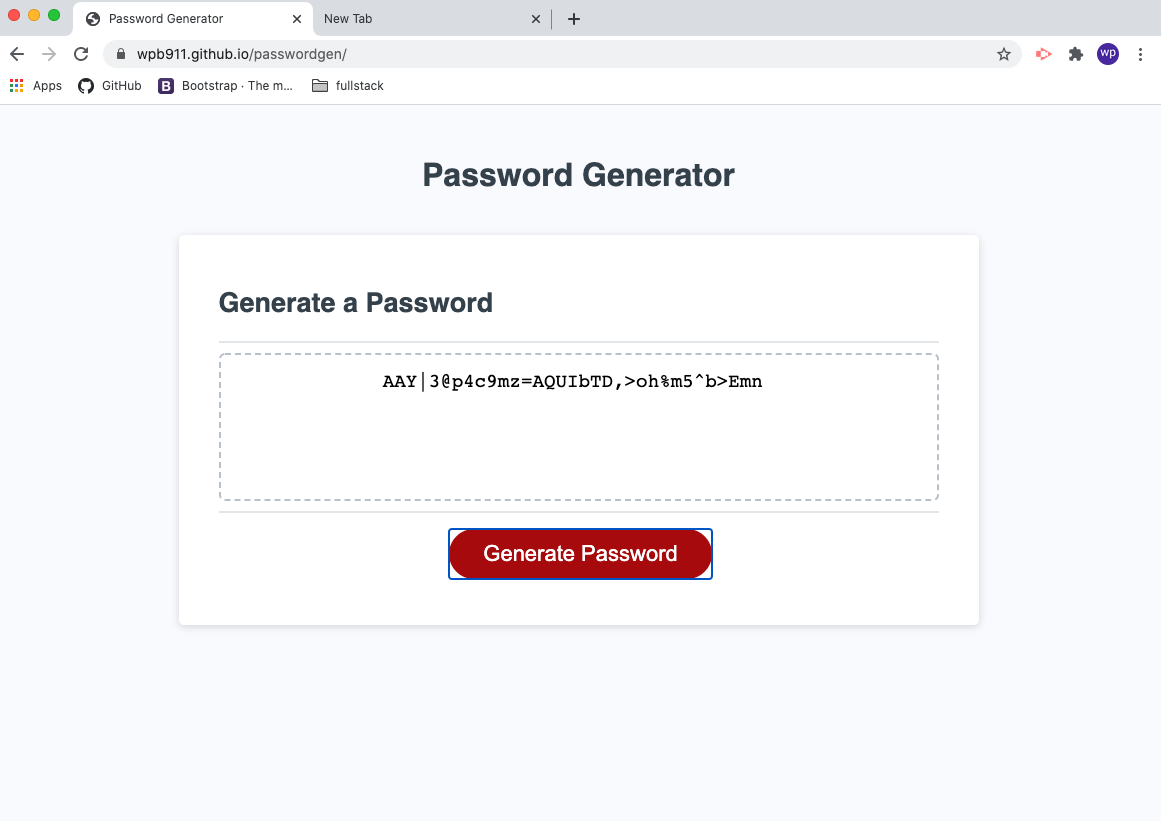 Password Generator
New Tab
wpb911.github.io/passwordgen/
wp
Apps
GitHub
B
Bootstrap · The m...
fullstack
Password Generator
Generate a Password
AAY|3@p4c9mz=AQUIbTD,>oh%m5^b>Emn
Generate Password